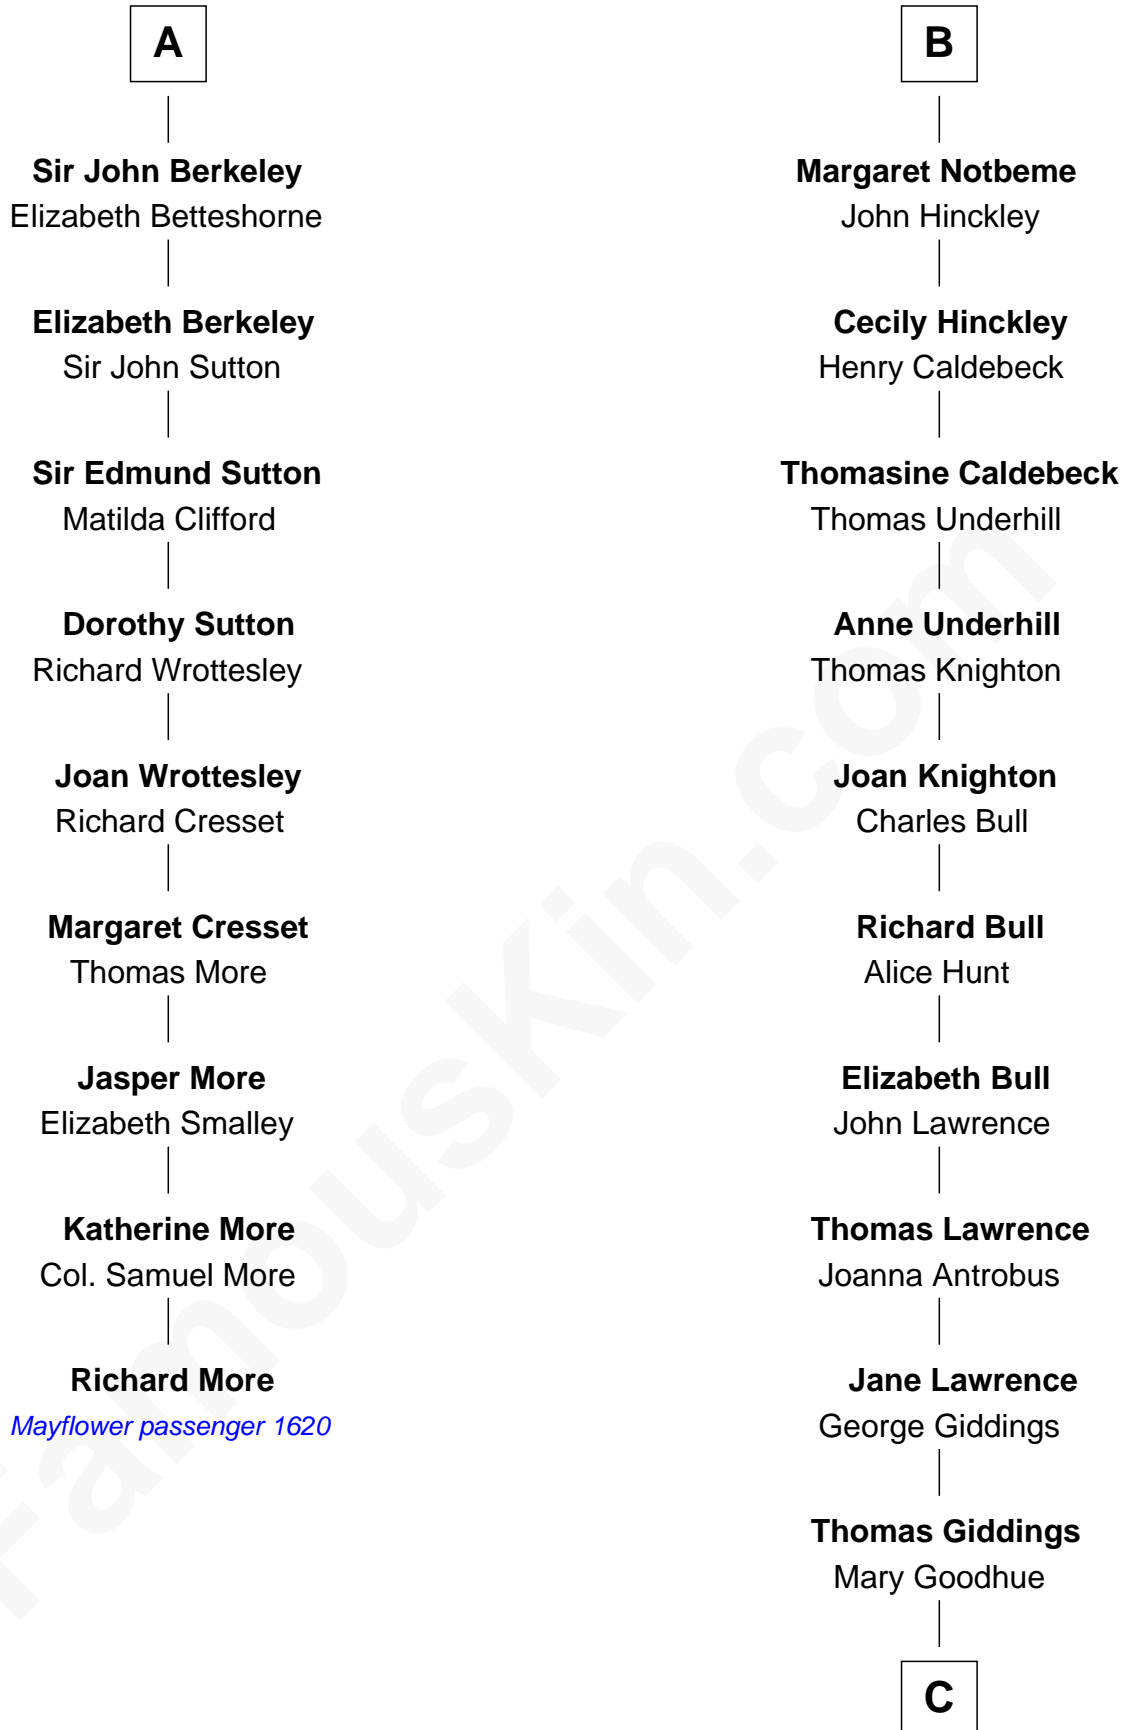 A
Sir John Berkeley
Elizabeth Betteshorne
Elizabeth Berkeley
Sir John Sutton
Sir Edmund Sutton
Matilda Clifford
Dorothy Sutton
Richard Wrottesley
Joan Wrottesley
Richard Cresset
Margaret Cresset
Thomas More
Jasper More
Elizabeth Smalley
Katherine More
Col. Samuel More
Richard More
Mayflower passenger 1620
B
Margaret Notbeme
John Hinckley
Cecily Hinckley
Henry Caldebeck
Thomasine Caldebeck
Thomas Underhill
Anne Underhill
Thomas Knighton
Joan Knighton
Charles Bull
Richard Bull
Alice Hunt
Elizabeth Bull
John Lawrence
Thomas Lawrence
Joanna Antrobus
Jane Lawrence
George Giddings
Thomas Giddings
Mary Goodhue
C
FamousKin.com